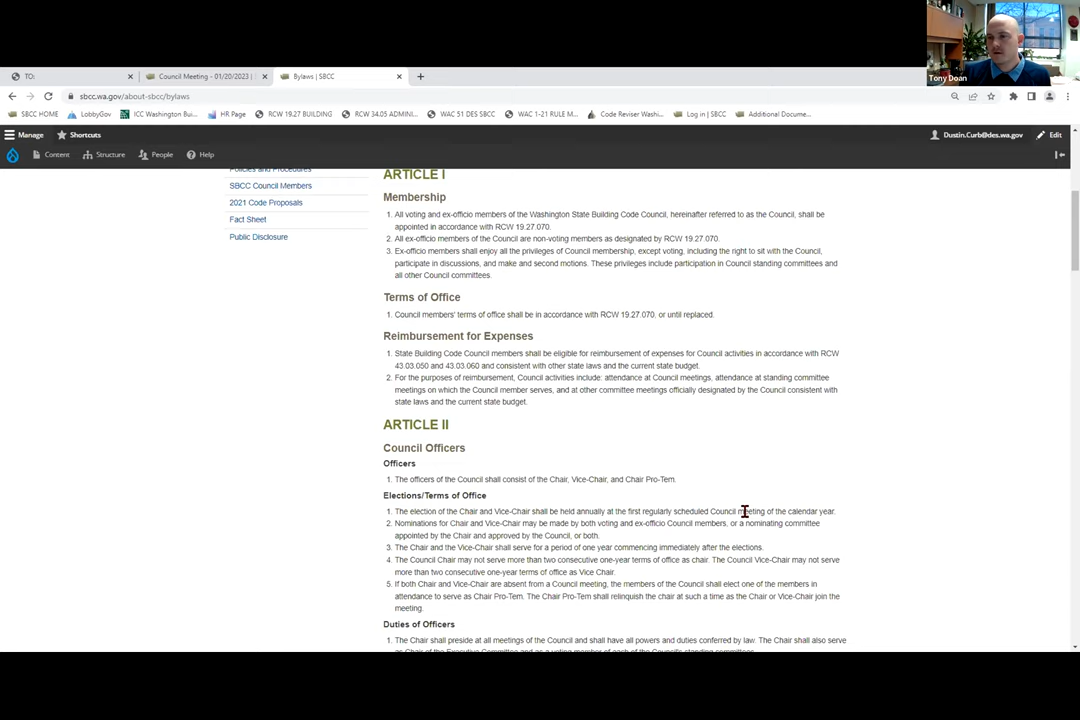 Tony Doan
TO:
Council Meeting - 01/20/2023 |
Bylaws | SBCC
sbcc.wa.gov/about-sbcc/bylaws
SBCC HOME
LobbyGov
ICC Washington Bui...
HR Page
RCW 19.27 BUILDING
RCW 34.05 ADMINI...
WAC 51 DES SBCC
WAC 1-21 RULE M...
Code Reviser Washi...
Log in | SBCC
Additional Docume...
Manage
Shortcuts
Dustin.Curb@des.wa.gov
Edit
Content
Structure
People
Help
Policies and Procedures
SBCC Council Members
2021 Code Proposals
Fact Sheet
Public Disclosure
ARTICLE I
Membership
1. All voting and ex-officio members of the Washington State Building Code Council, hereinafter referred to as the Council, shall be
appointed in accordance with RCW 19.27.070.
2. All ex-officio members of the Council are non-voting members as designated by RCW 19.27.070.
3. Ex-officio members shall enjoy all the privileges of Council membership, except voting, including the right to sit with the Council,
participate in discussions, and make and second motions. These privileges include participation in Council standing committees and
all other Council committees.
Terms of Office
1. Council members' terms of office shall be in accordance with RCW 19.27.070, or until replaced.
Reimbursement for Expenses
1. State Building Code Council members shall be eligible for reimbursement of expenses for Council activities in accordance with RCW
43.03.050 and 43.03.060 and consistent with other state laws and the current state budget.
2. For the purposes of reimbursement, Council activities include: attendance at Council meetings, attendance at standing committee
meetings on which the Council member serves, and at other committee meetings officially designated by the Council consistent with
state laws and the current state budget.
ARTICLE II
Council Officers
Officers
1. The officers of the Council shall consist of the Chair, Vice-Chair, and Chair Pro-Tem.
Elections/Terms of Office
1. The election of the Chair and Vice-Chair shall be held annually at the first regularly scheduled Council meeting of the calendar year.
2. Nominations for Chair and Vice-Chair may be made by both voting and ex-officio Council members, or a nominating committee
appointed by the Chair and approved by the Council, or both.
3. The Chair and the Vice-Chair shall serve for a period of one year commencing immediately after the elections.
4. The Council Chair may not serve more than two consecutive one-year terms of office as chair. The Council Vice-Chair may not serve
more than two consecutive one-year terms of office as Vice Chair.
5. If both Chair and Vice-Chair are absent from a Council meeting, the members of the Council shall elect one of the members in
attendance to serve as Chair Pro-Tem. The Chair Pro-Tem shall relinquish the chair at such a time as the Chair or Vice-Chair join the
meeting.
Duties of Officers
1. The Chair shall preside at all meetings of the Council and shall have all powers and duties conferred by law. The Chair shall also serve
as Chair of the Executive Committee and as a voting member of each of the Council's standing committees.